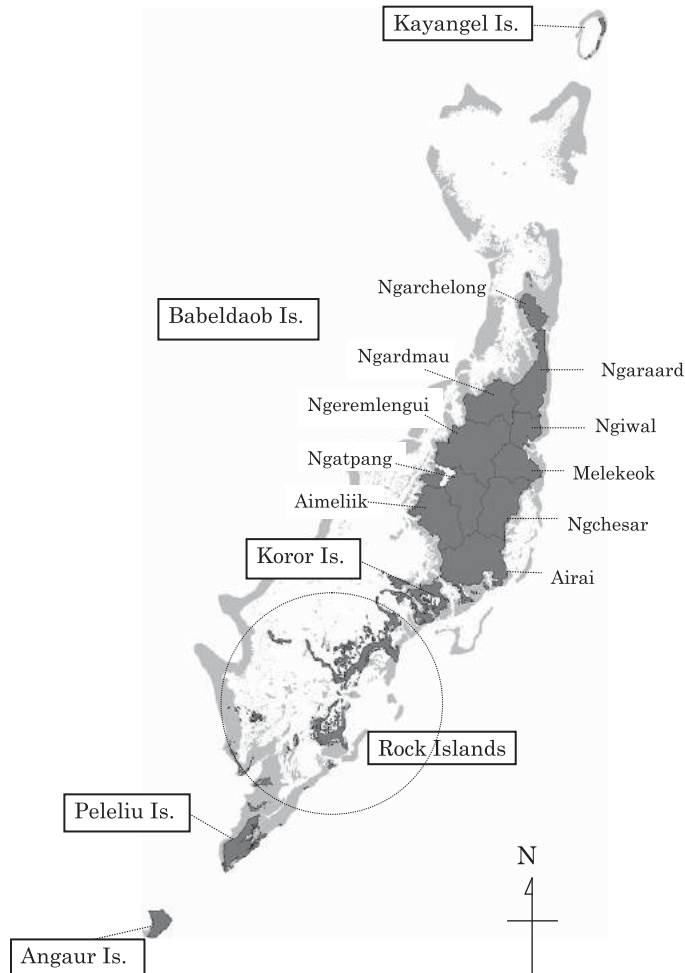 Kayangel Is.
Ngarchelong
Babeldaob Is.
Ngardmau
Ngaraard
Ngeremlengui
Ngiwal
Ngatpang
Melekeok
Aimeliik
Ngchesar
Koror Is.
Airai
Rock Islands
Peleliu Is.
N
Angaur Is.